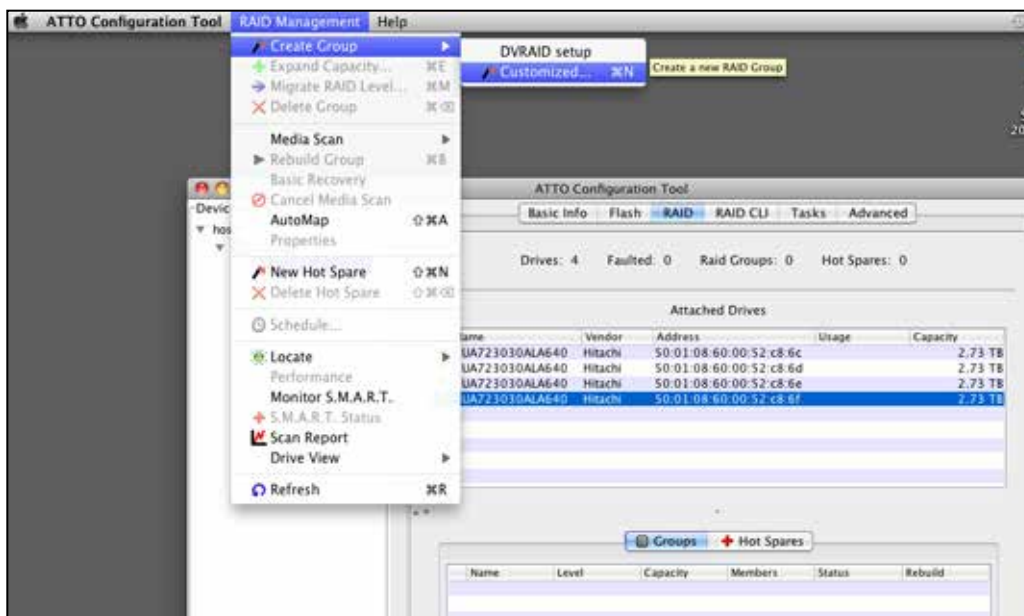 ATTO Configuration Tool RAID Management Help
Create Group
Expand Capacity... ⌘E
Migrate RAID Level... ⌘M
Delete Group ⌘⌫
Media Scan
Rebuild Group ⌘B
Basic Recovery
Cancel Media Scan
AutoMap ⇧⌘A
Properties
New Hot Spare ⇧⌘N
Delete Hot Spare ⇧⌘⌫
Schedule...
Locate
Performance
Monitor S.M.A.R.T..
S.M.A.R.T. Status
Scan Report
Drive View
Refresh ⌘R
DVRAID setup
Customized... ⌘N
Create a new RAID Group
20
ATTO Configuration Tool
Devic
hos
Basic Info Flash RAID RAID CLI Tasks Advanced
Drives: 4 Faulted: 0 Raid Groups: 0 Hot Spares: 0
Attached Drives
ame Vendor Address Usage Capacity
UA723030ALA640 Hitachi 50:01:08:60:00:52:c8:6c 2.73 TB
UA723030ALA640 Hitachi 50:01:08:60:00:52:c8:6d 2.73 TB
UA723030ALA640 Hitachi 50:01:08:60:00:52:c8:6e 2.73 TB
UA723030ALA640 Hitachi 50:01:08:60:00:52:c8:6f 2.73 TB
Groups Hot Spares
Name Level Capacity Members Status Rebuild